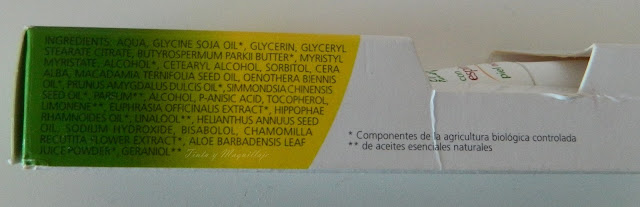 INGREDIENTS: AQUA, GLYCINE SOJA OIL*, GLYCERIN, GLYCERYL
STEARATE CITRATE, BUTYROSPERMUM PARKII BUTTER*, MYRISTYL
MYRISTATE, ALCOHOL*, CETEARYL ALCOHOL, SORBITOL, CERA
ALBA, MACADAMIA TERNIFOLIA SEED OIL, OENOTHERA BIENNIS
OIL*, PRUNUS AMYGDALUS DULCIS OIL*, SIMMONDSIA CHINENSIS
SEED OIL*, PARFUM**, ALCOHOL, P-ANISIC ACID, TOCOPHEROL,
LIMONENE**, EUPHRASIA OFFICINALIS EXTRACT*, HIPPOPHAE
RHAMNOIDES OIL*, LINALOOL**, HELIANTHUS ANNUUS SEED
OIL, SODIUM HYDROXIDE, BISABOLOL, CHAMOMILLA
RECUTITA FLOWER EXTRACT*, ALOE BARBADENSIS LEAF
JUICE POWDER*, GERANIOL**
* Componentes de la agricultura biológica controlada
** de aceites esenciales naturales